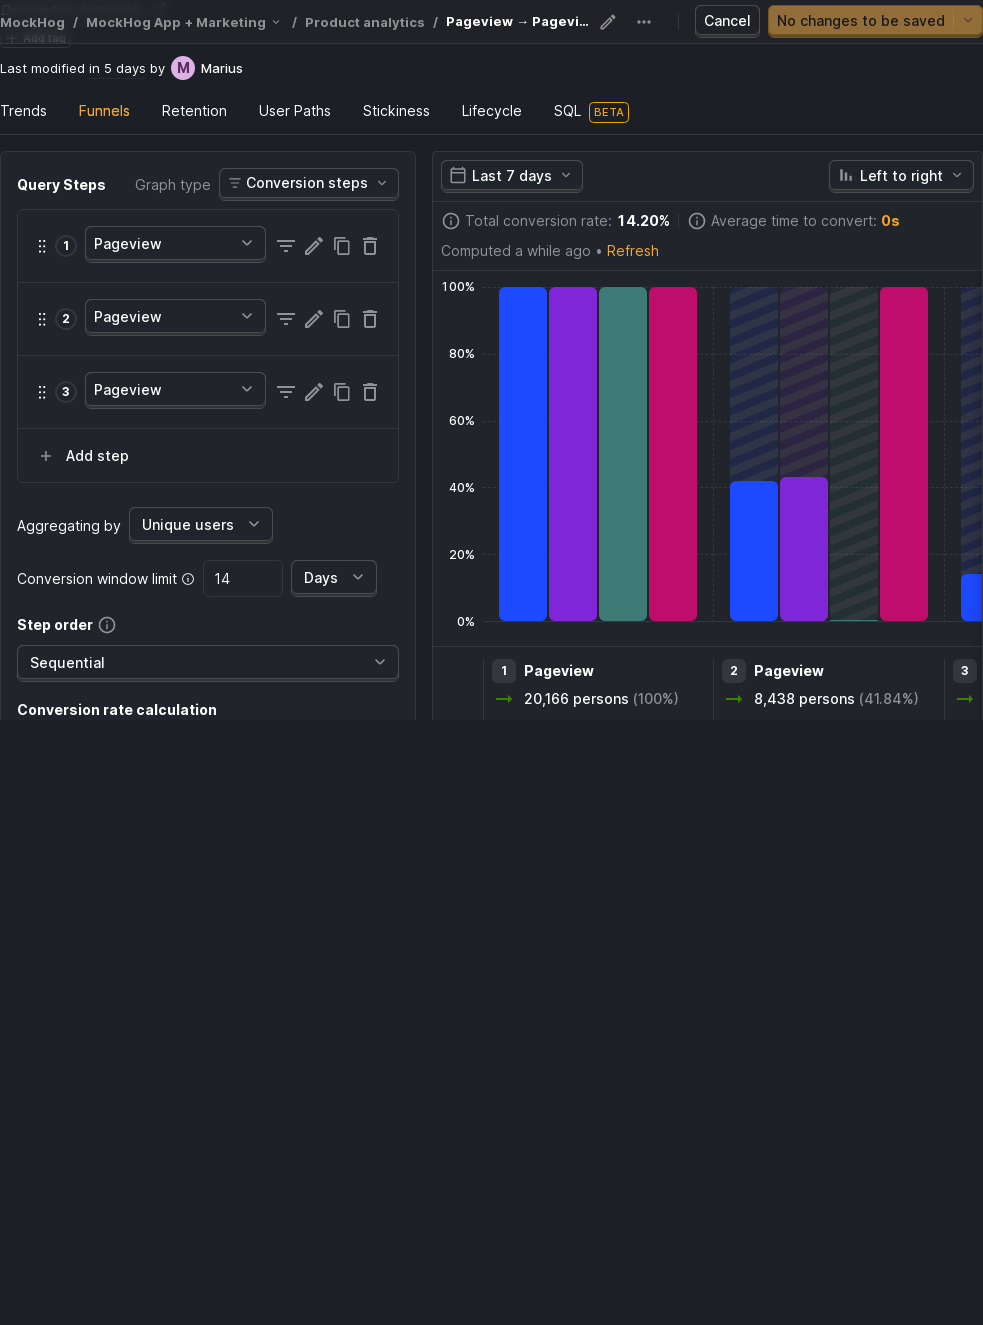 MockHog / MockHog App + Marketing / Product analytics / Pageview → Pagevi... Cancel No changes to be saved
Add tag
Last modified in 5 days by M Marius
Trends Funnels Retention User Paths Stickiness Lifecycle SQL BETA
Query Steps Graph type Conversion steps
1 Pageview
2 Pageview
3 Pageview
Add step
Aggregating by Unique users
Conversion window limit 14 Days
Step order
Sequential
Conversion rate calculation
Last 7 days Left to right
Total conversion rate: 14.20% Average time to convert: 0s
Computed a while ago • Refresh
100%
80%
60%
40%
20%
0%
1 Pageview 2 Pageview 3
20,166 persons (100%) 8,438 persons (41.84%)